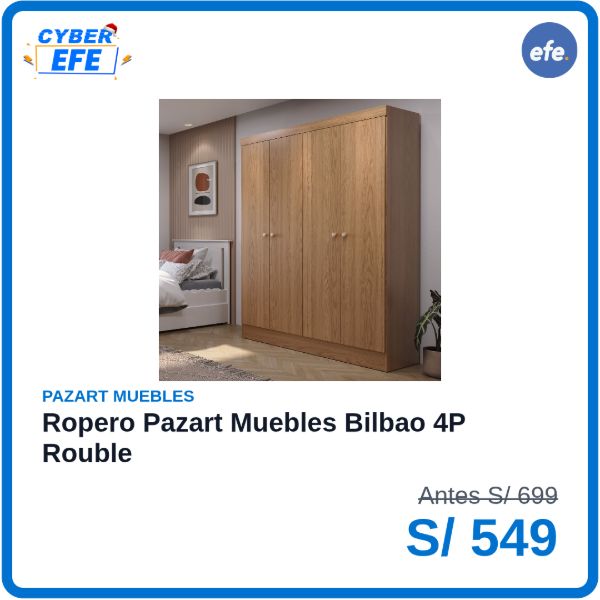 CYBER
EFE
efe.
PAZART MUEBLES
Ropero Pazart Muebles Bilbao 4P
Rouble
Antes S/ 699
S/ 549